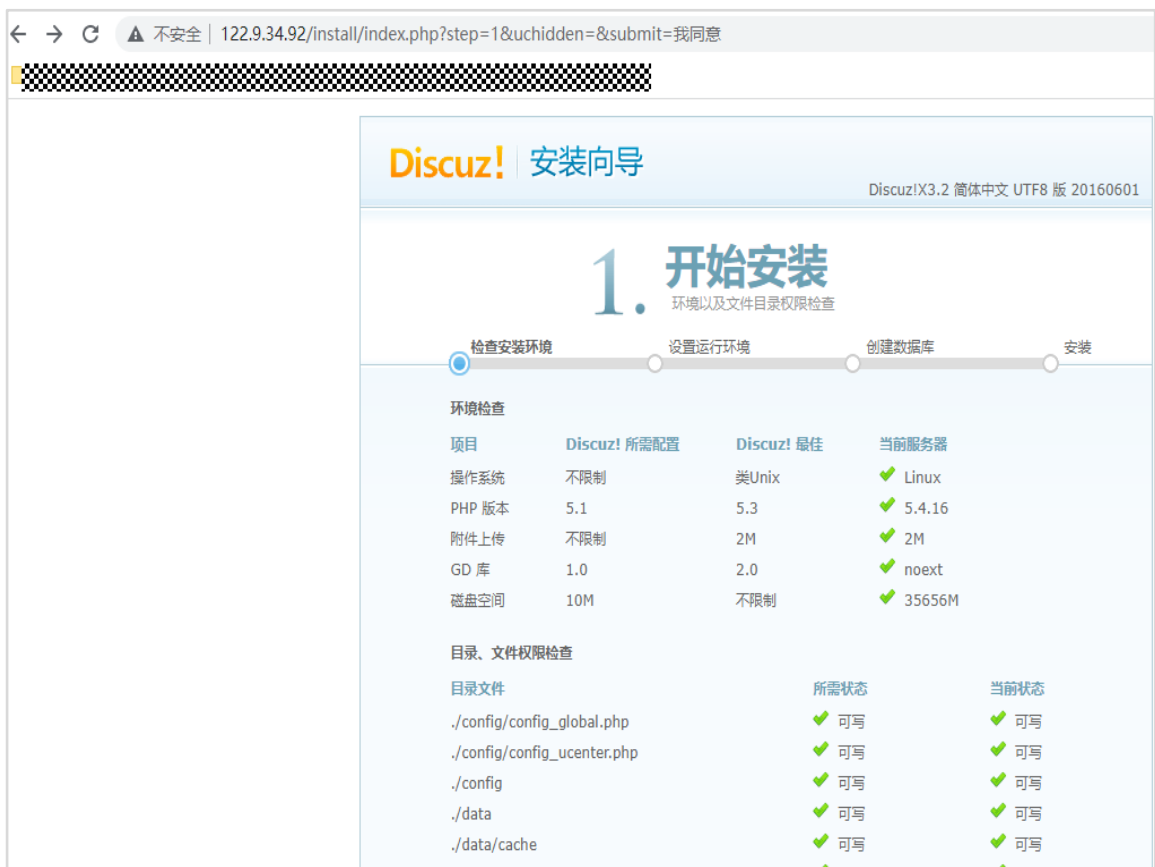 不安全 | 122.9.34.92/install/index.php?step=1&uchidden=&submit=我同意
Discuz! 安装向导
Discuz!X3.2 简体中文 UTF8 版 20160601
1. 开始安装
环境以及文件目录权限检查
检查安装环境 设置运行环境 创建数据库 安装
环境检查
项目 Discuz! 所需配置 Discuz! 最佳 当前服务器
操作系统 不限制 类Unix Linux
PHP 版本 5.1 5.3 5.4.16
附件上传 不限制 2M 2M
GD 库 1.0 2.0 noext
磁盘空间 10M 不限制 35656M
目录、文件权限检查
目录文件 所需状态 当前状态
./config/config_global.php 可写 可写
./config/config_ucenter.php 可写 可写
./config 可写 可写
./data 可写 可写
./data/cache 可写 可写